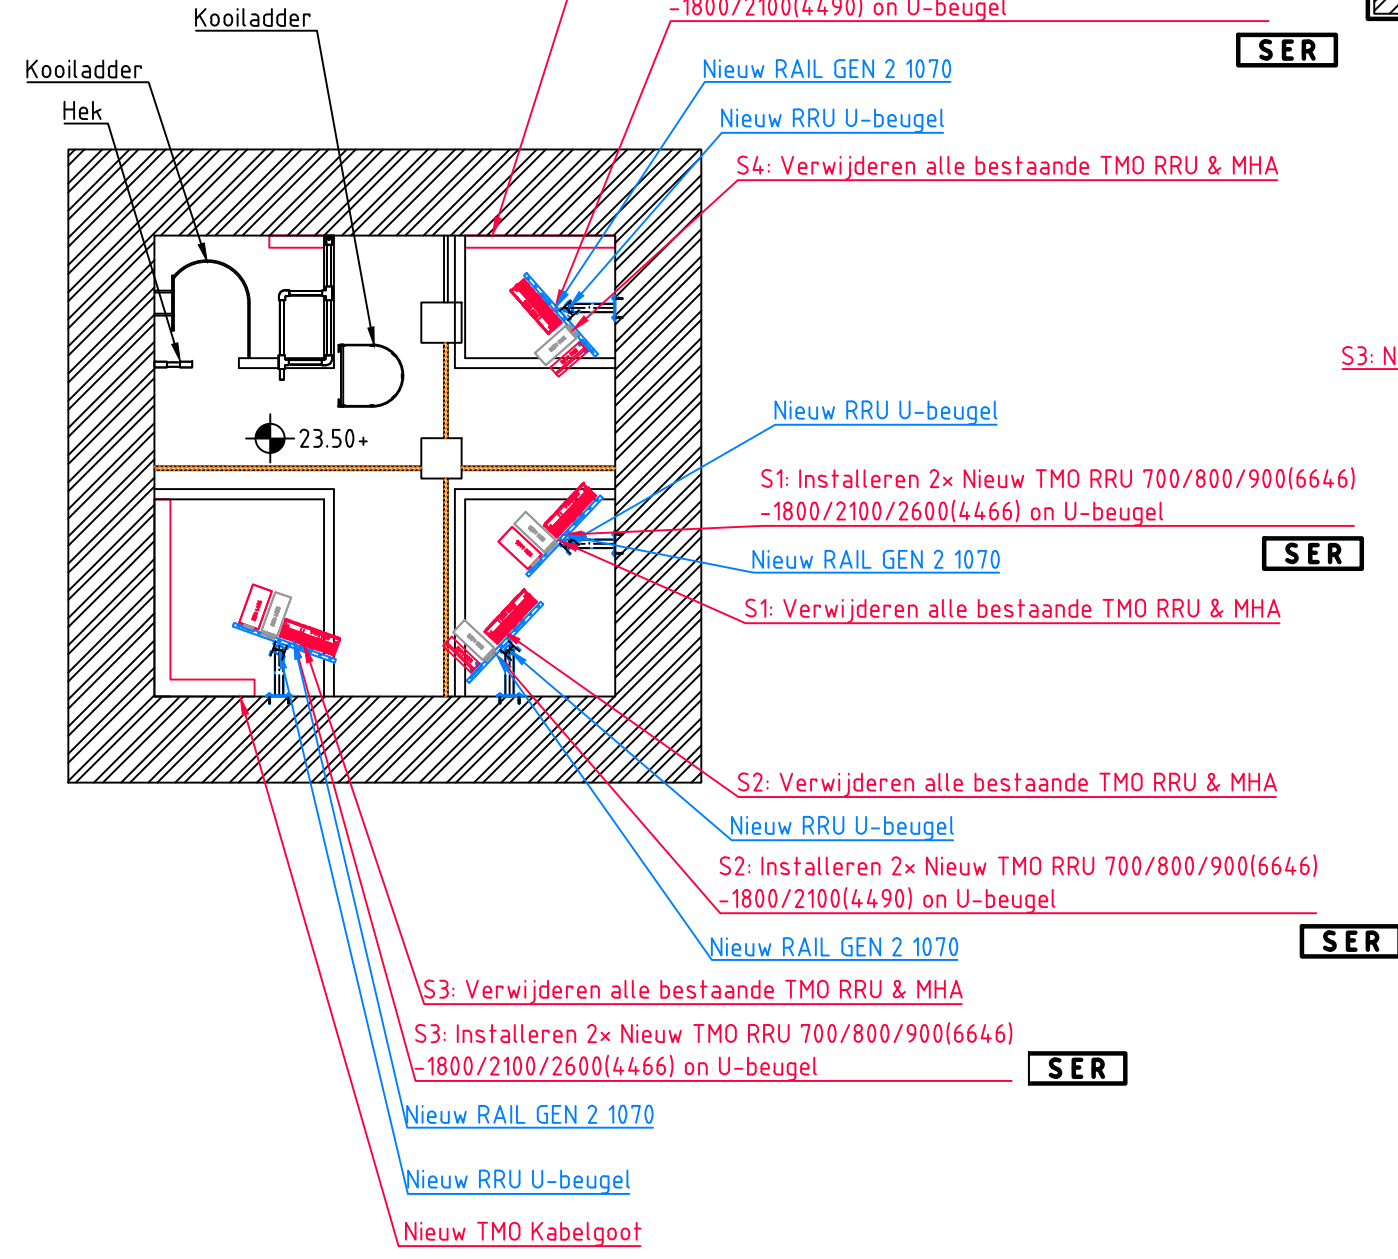 Kooiladder
-1800/2100(4490) on U-beugel
SER
Kooiladder
Nieuw RAIL GEN 2 1070
Hek
Nieuw RRU U-beugel
S4: Verwijderen alle bestaande TMO RRU & MHA
S3: N
Nieuw RRU U-beugel
23.50+
S1: Installeren 2x Nieuw TMO RRU 700/800/900(6646)
-1800/2100/2600(4466) on U-beugel
SER
Nieuw RAIL GEN 2 1070
S1: Verwijderen alle bestaande TMO RRU & MHA
S2: Verwijderen alle bestaande TMO RRU & MHA
Nieuw RRU U-beugel
S2: Installeren 2x Nieuw TMO RRU 700/800/900(6646)
-1800/2100(4490) on U-beugel
SER
Nieuw RAIL GEN 2 1070
S3: Verwijderen alle bestaande TMO RRU & MHA
S3: Installeren 2x Nieuw TMO RRU 700/800/900(6646)
-1800/2100/2600(4466) on U-beugel
SER
Nieuw RAIL GEN 2 1070
Nieuw RRU U-beugel
Nieuw TMO Kabelgoot